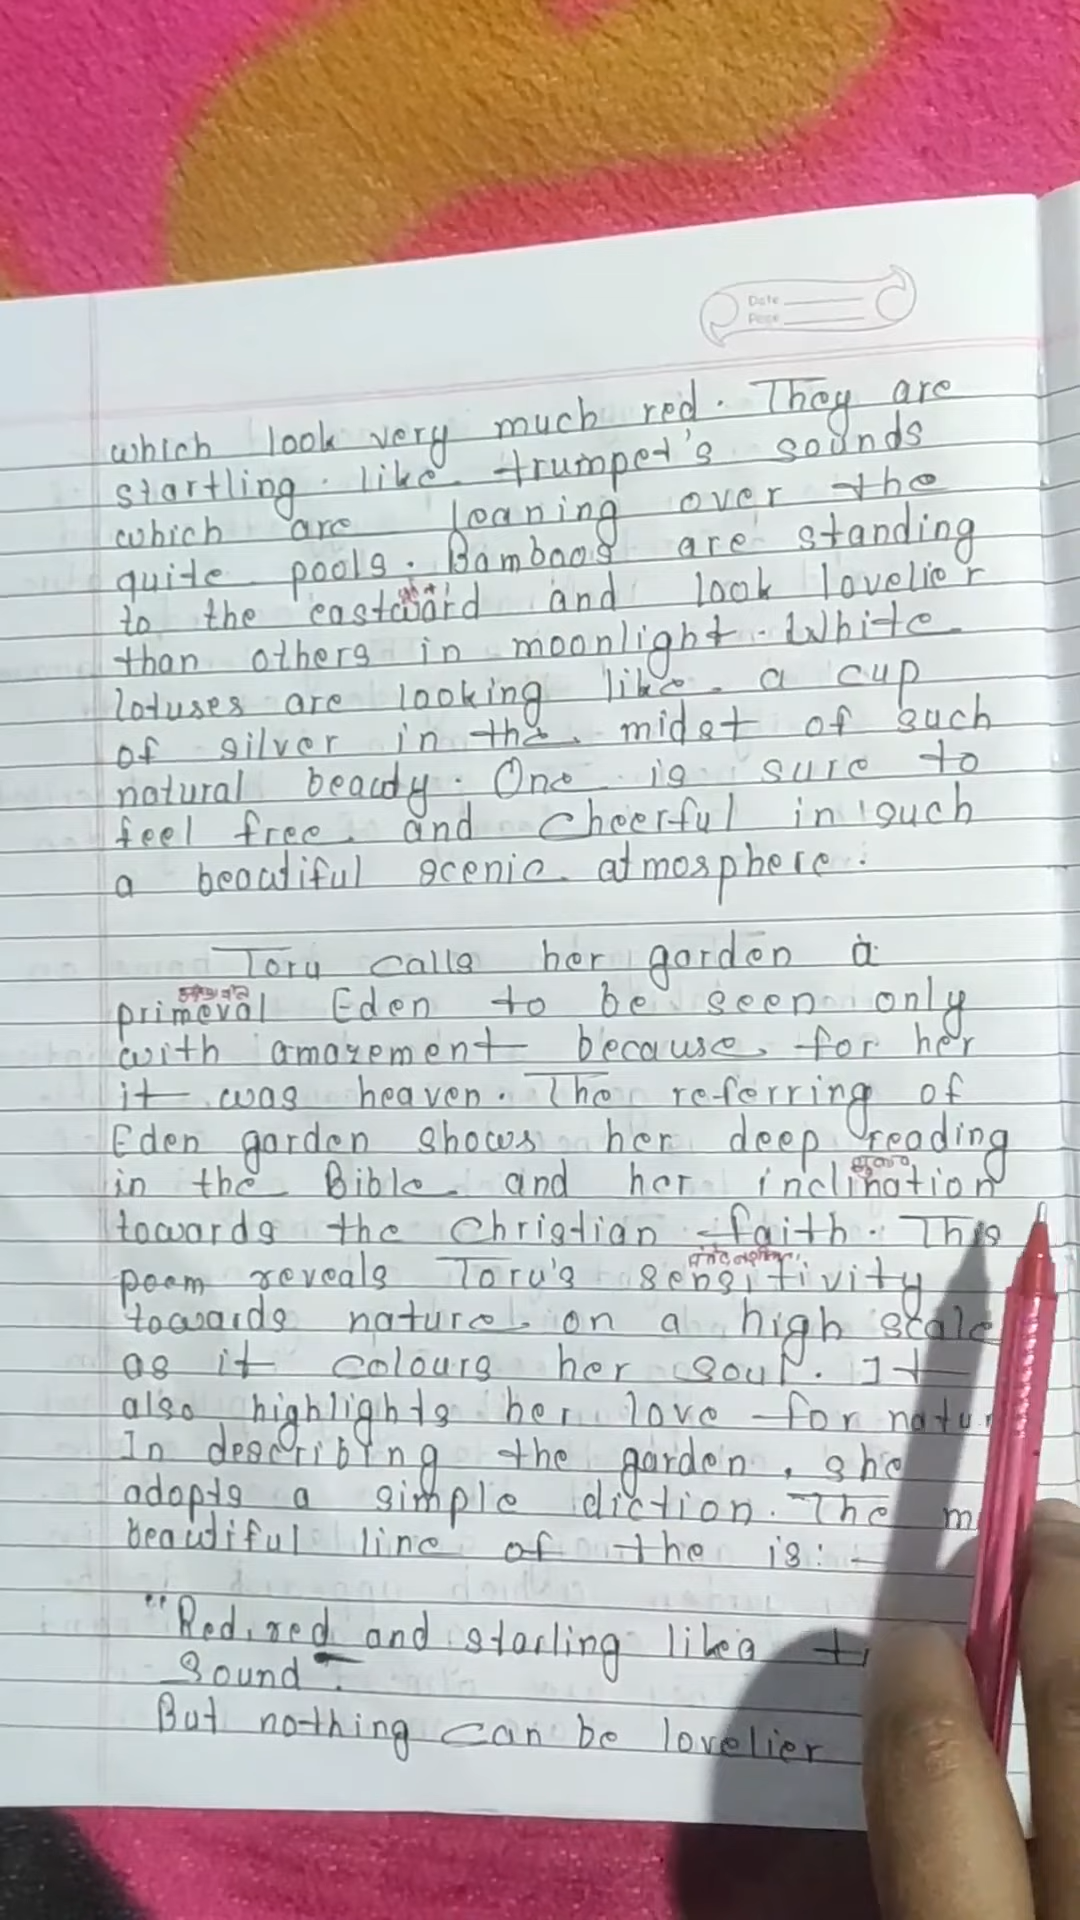 Date
Page
which look very much red. They are
startling like trumpet's sounds
which are leaning over the
quite pools. Bamboos are standing
to the eastward and look lovelier
than others in moonlight. White
lotuses are looking like a cup
of silver in the midst of such
natural beauty. One is sure to
feel free and cheerful in such
a beautiful scenic atmosphere.
Toru calls her garden a
primeval Eden to be seen only
with amazement because for her
it was heaven. The referring of
Eden garden shows her deep reading
in the Bible and her inclination
towards the Christian faith. This
poem reveals Toru's sensitivity
towards nature on a high scale
as it colours her soul. It
also highlights her love for natu
In describing the garden, she
adopts a simple diction. The m
beautiful line of the is:-
"Red, red and starling like a
sound.
But nothing can be lovelier